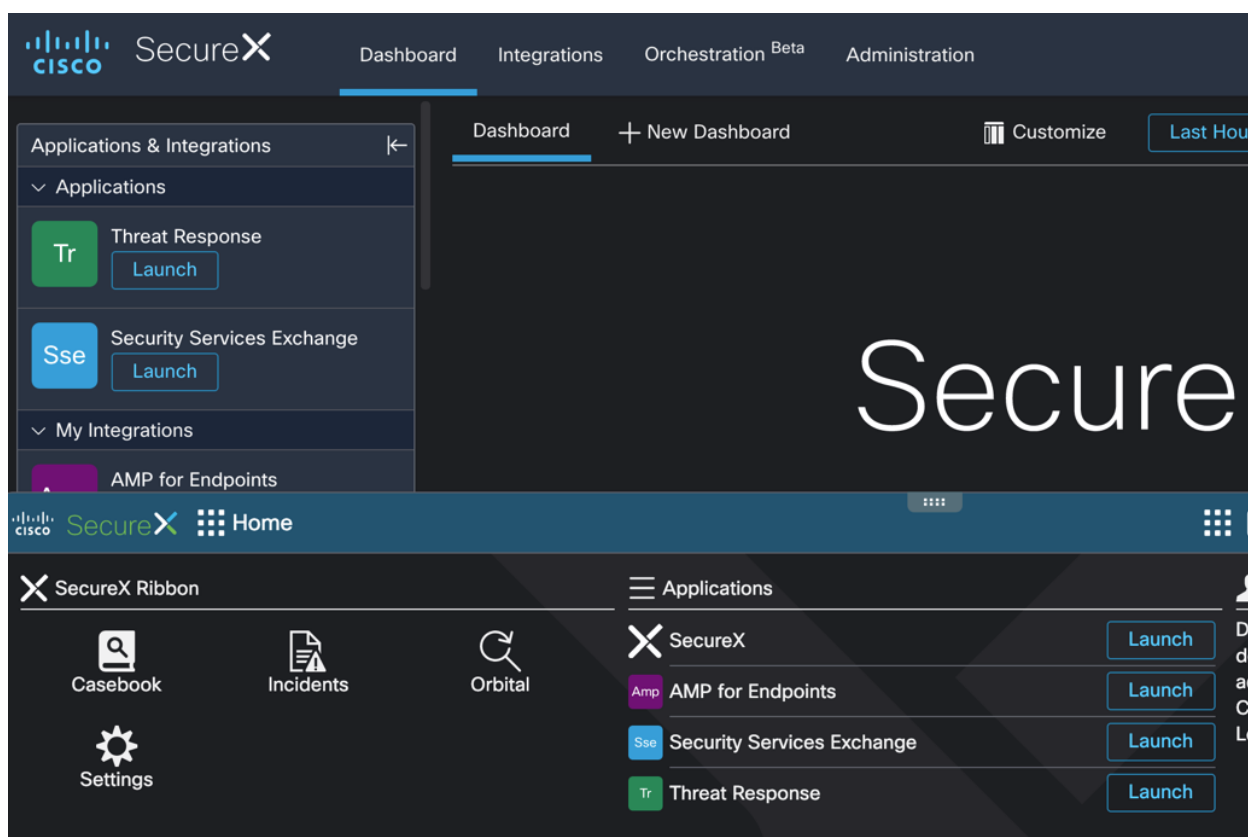 CISCO SecureX Dashboard Integrations Orchestration Beta Administration
Applications & Integrations
Dashboard + New Dashboard Customize Last Hou
Applications
Tr Threat Response
Launch
Sse Security Services Exchange
Launch
Secure
My Integrations
AMP for Endpoints
CISCO SecureX Home
SecureX Ribbon
Casebook Incidents Orbital
Settings
Applications
SecureX Launch
Amp AMP for Endpoints Launch
Sse Security Services Exchange Launch
Tr Threat Response Launch